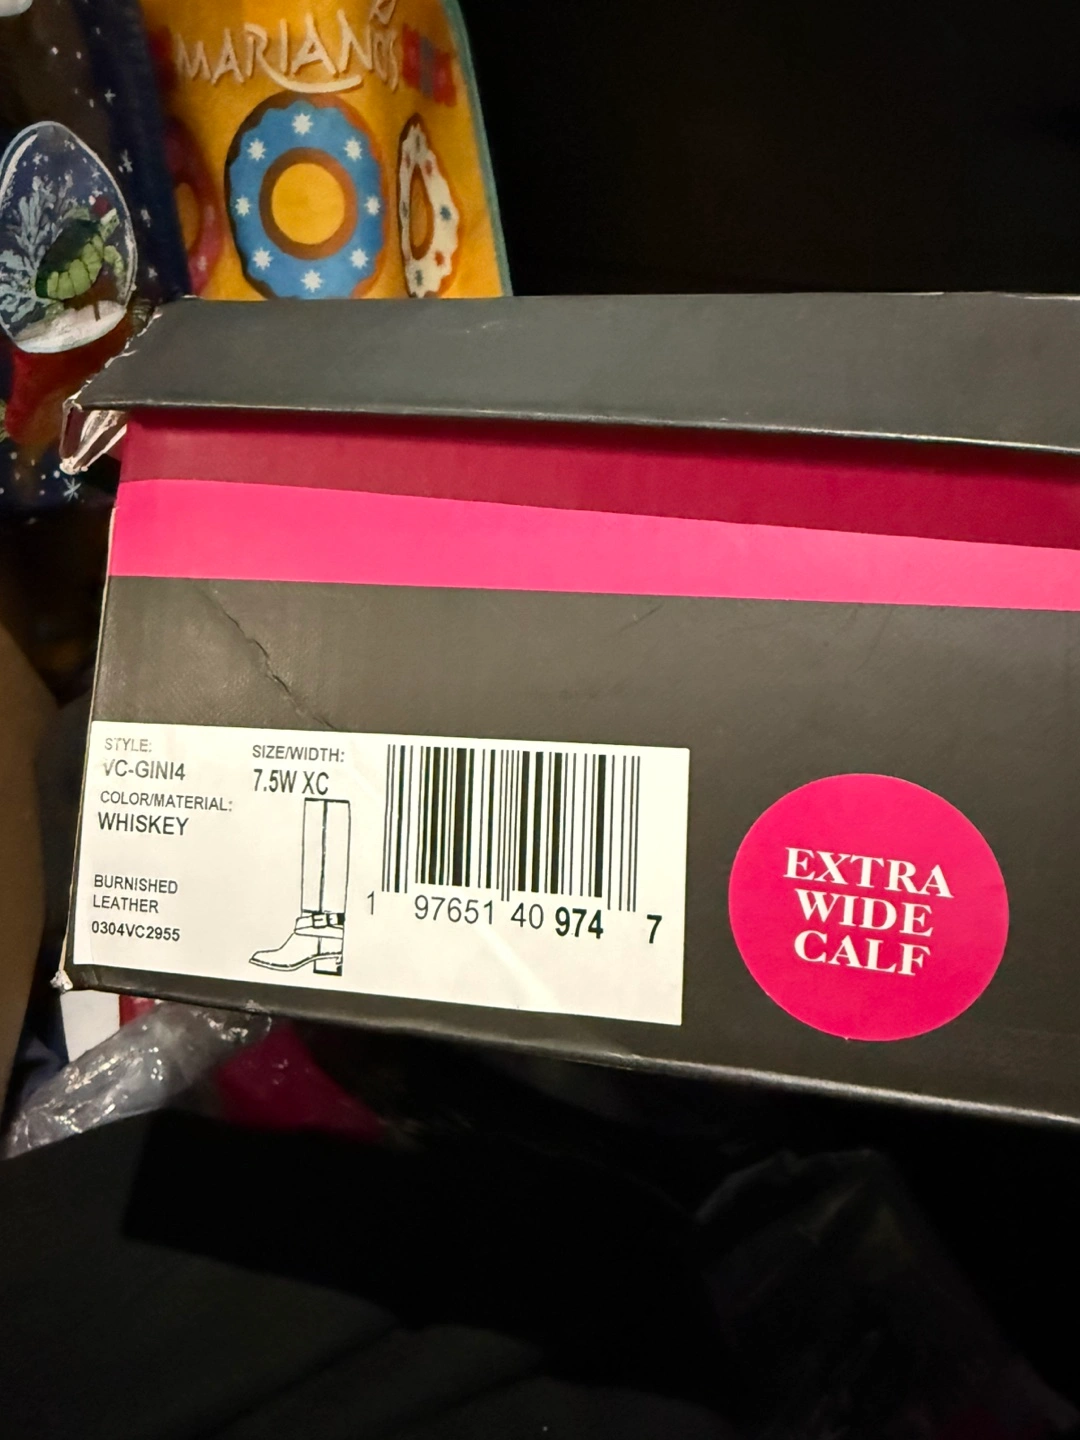 MARIANO'S
STYLE:
VC-GINI4
COLOR/MATERIAL:
WHISKEY
BURNISHED
LEATHER
0304VC2955
SIZE/WIDTH:
7.5W XC
1 97651 40 974 7
EXTRA
WIDE
CALF